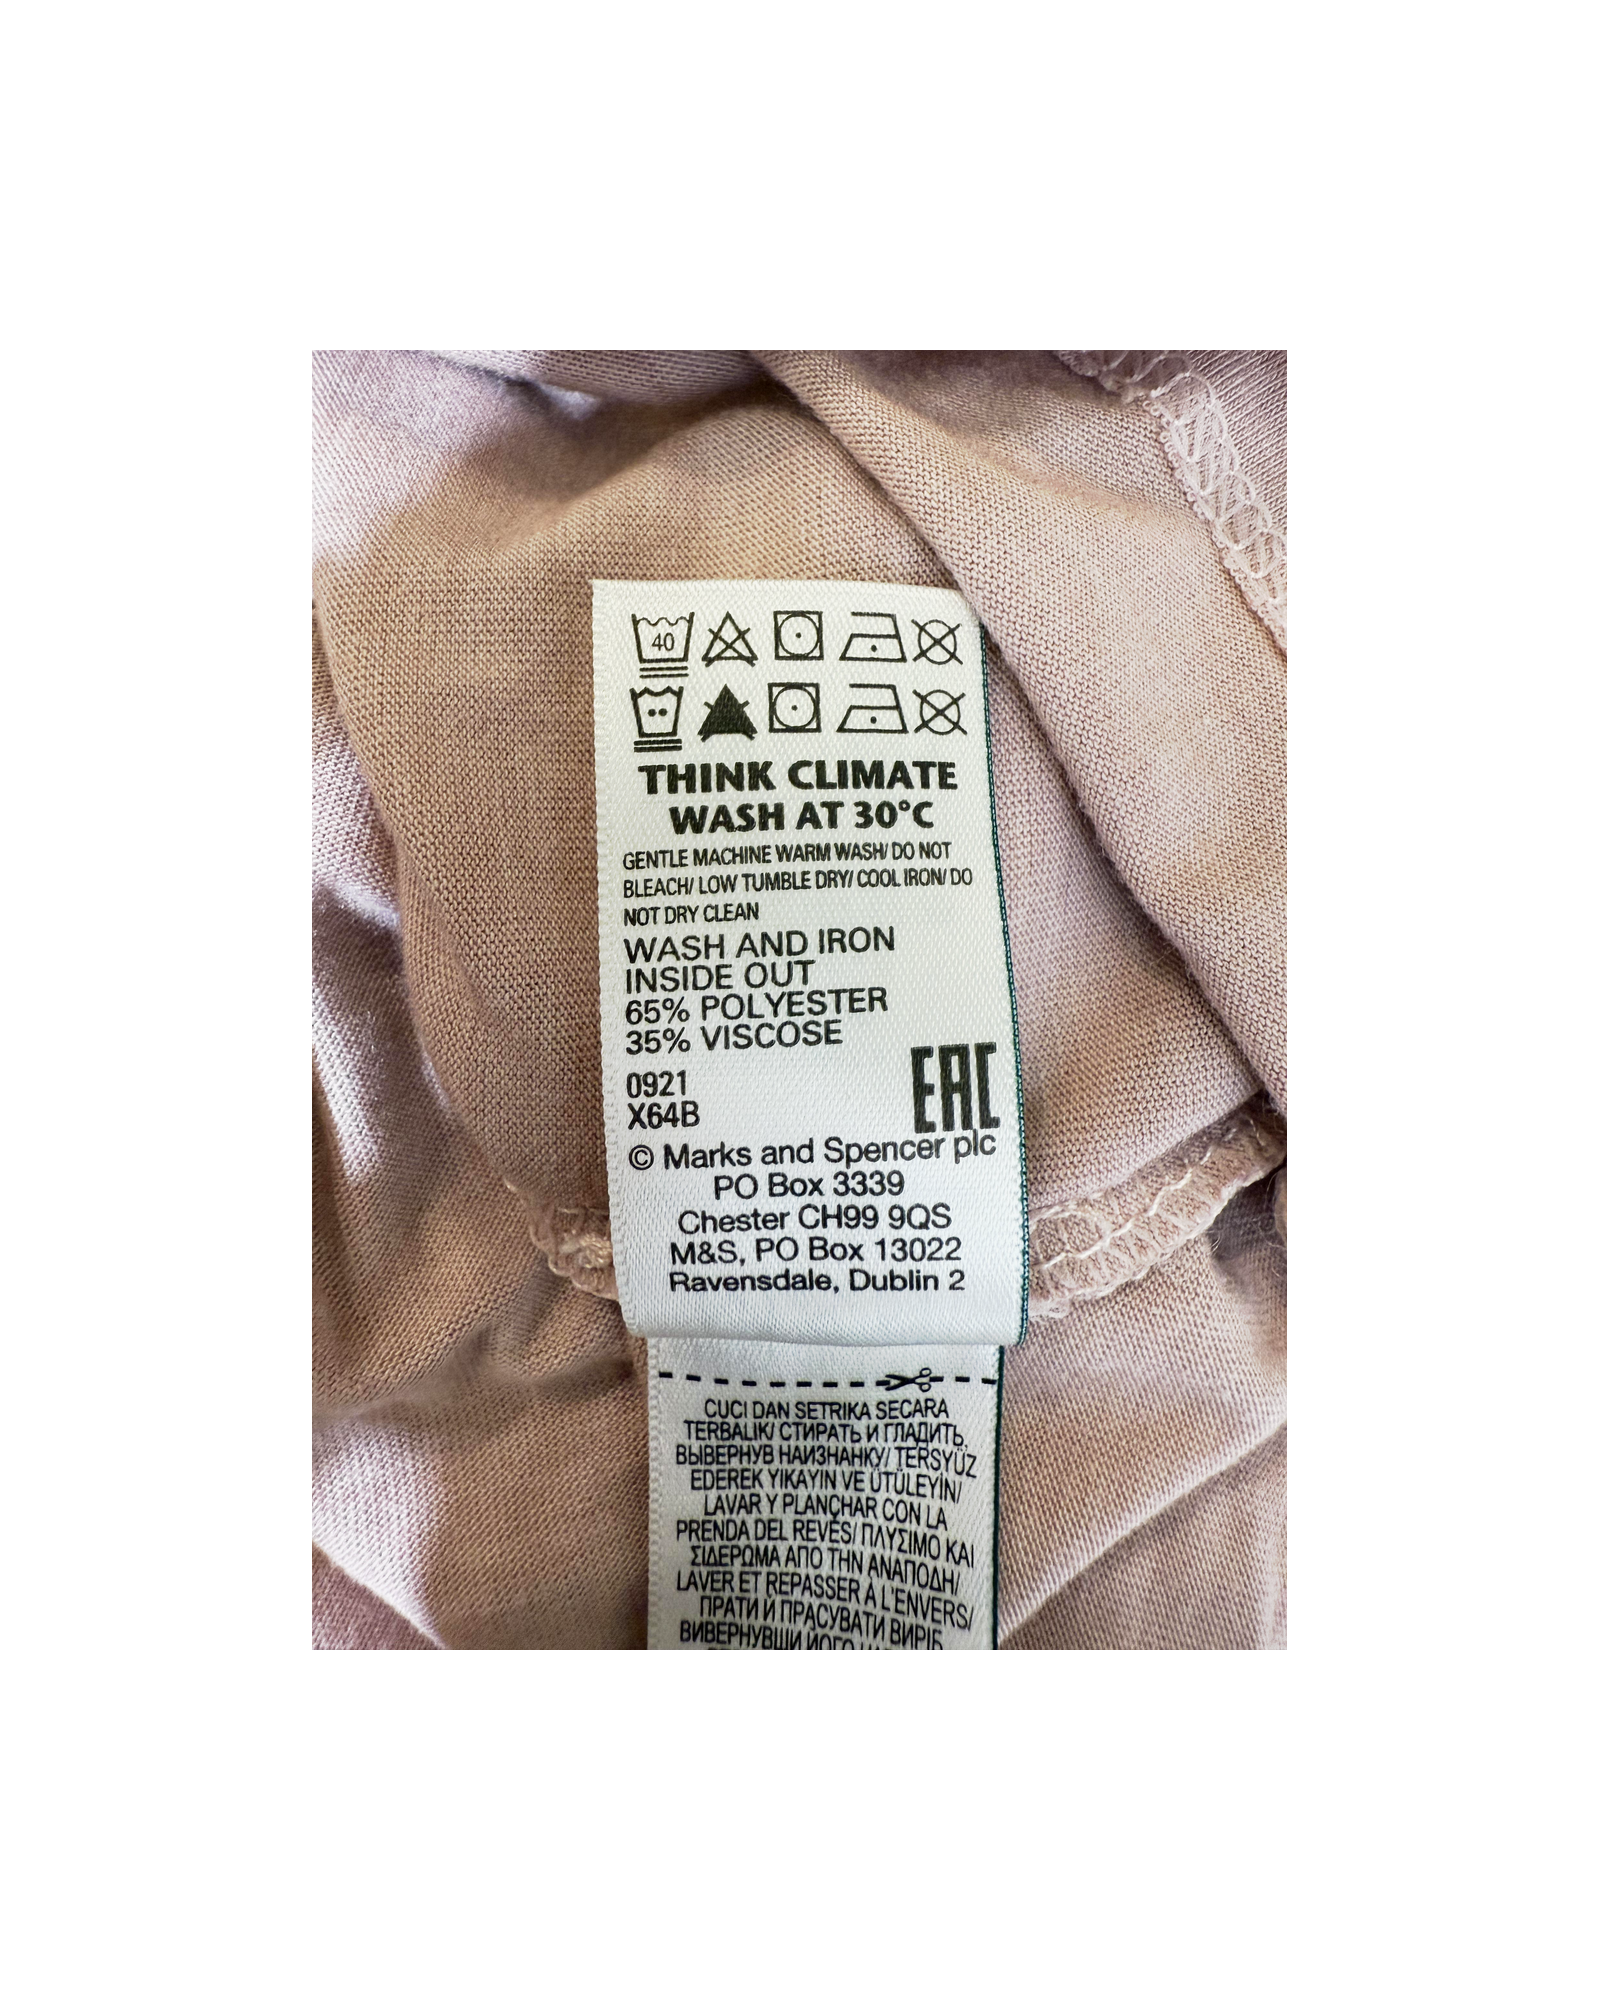 40
THINK CLIMATE
WASH AT 30°C
GENTLE MACHINE WARM WASH/ DO NOT
BLEACH/ LOW TUMBLE DRY/ COOL IRON/ DO
NOT DRY CLEAN
WASH AND IRON
INSIDE OUT
65% POLYESTER
35% VISCOSE
0921
X64B
EAC
© Marks and Spencer plc
PO Box 3339
Chester CH99 9QS
M&S, PO Box 13022
Ravensdale, Dublin 2
CUCI DAN SETRIKA SECARA
TERBALIK/ СТИРАТЬ И ГЛАДИТЬ,
ВЫВЕРНУВ НАИЗНАНКУ/ TERSYÜZ
EDEREK YIKAYIN VE ÜTÜLEYİN/
LAVAR Y PLANCHAR CON LA
PRENDA DEL REVÉS/ ΠΛΥΣΙΜΟ ΚΑΙ
ΣΙΔΕΡΩΜΑ ΑΠΟ ΤΗΝ ΑΝΑΠΟΔΗ/
LAVER ET REPASSER À L'ENVERS/
ПРАТИ Й ПРАСУВАТИ ВИРІБ,
ВИВЕРНУВШИ ЙОГО